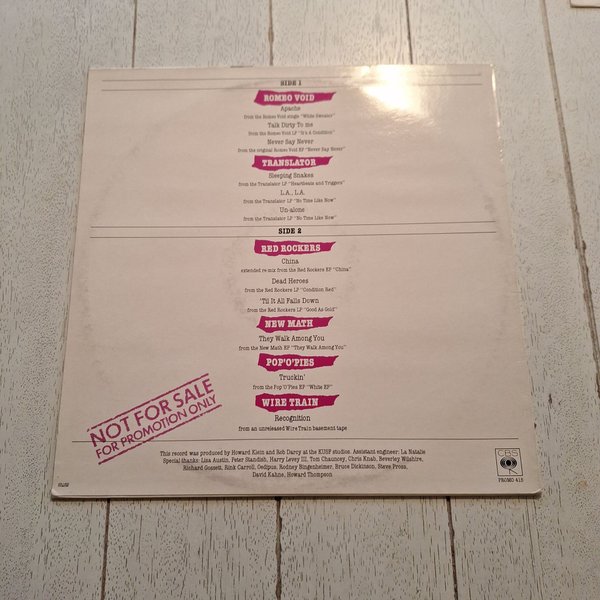 SIDE 1
ROMEO VOID
Apache
from the Romeo Void single "White Sweater"
Talk Dirty To me
from the Romeo Void LP "It's A Condition"
Never Say Never
from the original Romeo Void EP "Never Say Never"
TRANSLATOR
Sleeping Snakes
from the Translator LP "Heartbeats and Triggers"
L.A., L.A.
from the Translator LP "No Time Like Now"
Un-alone
from the Translator LP "No Time Like Now"
SIDE 2
RED ROCKERS
China
extended re-mix from the Red Rockers EP "China"
Dead Heroes
from the Red Rockers LP "Condition Red"
'Til It All Falls Down
from the Red Rockers LP "Good As Gold"
NEW MATH
They Walk Among You
from the New Math EP "They Walk Among You"
POP'O'PIES
Truckin'
from the Pop 'O'Pies EP "White EP"
WIRE TRAIN
Recognition
from an unreleased Wire Train basement tape
NOT FOR SALE
FOR PROMOTION ONLY
This record was produced by Howard Klein and Rob Darcy at the KUSF studios. Assistant engineer: La Natalie
Special thanks: Liza Austin, Peter Standish, Harry Levey III, Tom Chauncey, Chris Knab, Beverley Wilshire,
Richard Gossett, Rink Carroll, Oedipus, Rodney Bingenheimer, Bruce Dickinson, Steve Pross,
David Kahne, Howard Thompson
CBS
PROMO 415